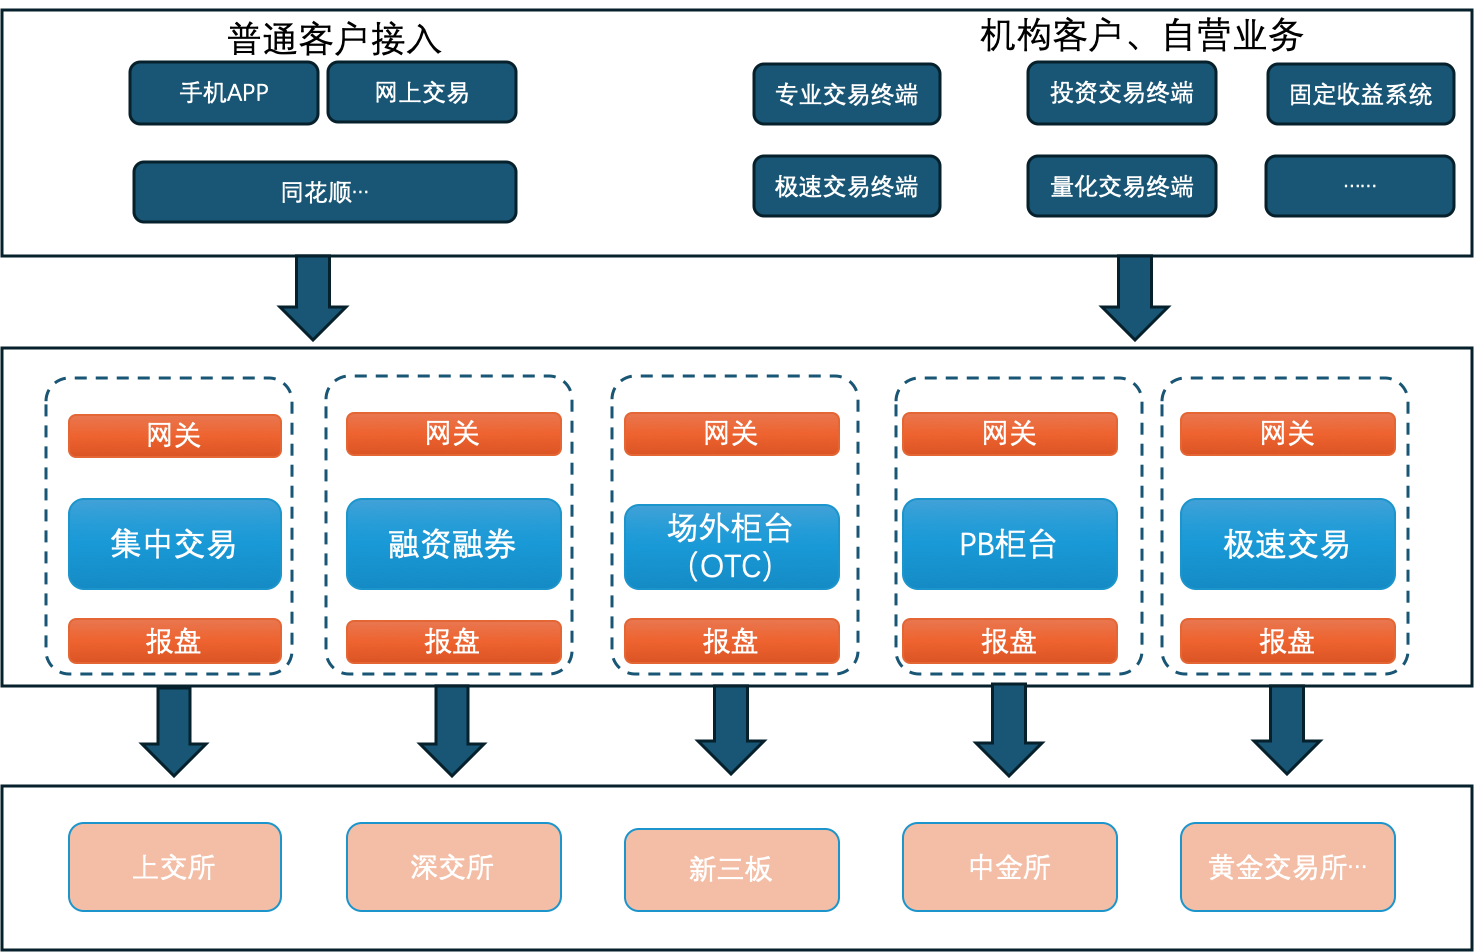 普通客户接入
机构客户、自营业务
手机APP
网上交易
专业交易终端
投资交易终端
固定收益系统
同花顺…
极速交易终端
量化交易终端
……
网关
网关
网关
网关
网关
集中交易
融资融券
场外柜台
（OTC）
PB柜台
极速交易
报盘
报盘
报盘
报盘
报盘
上交所
深交所
新三板
中金所
黄金交易所…